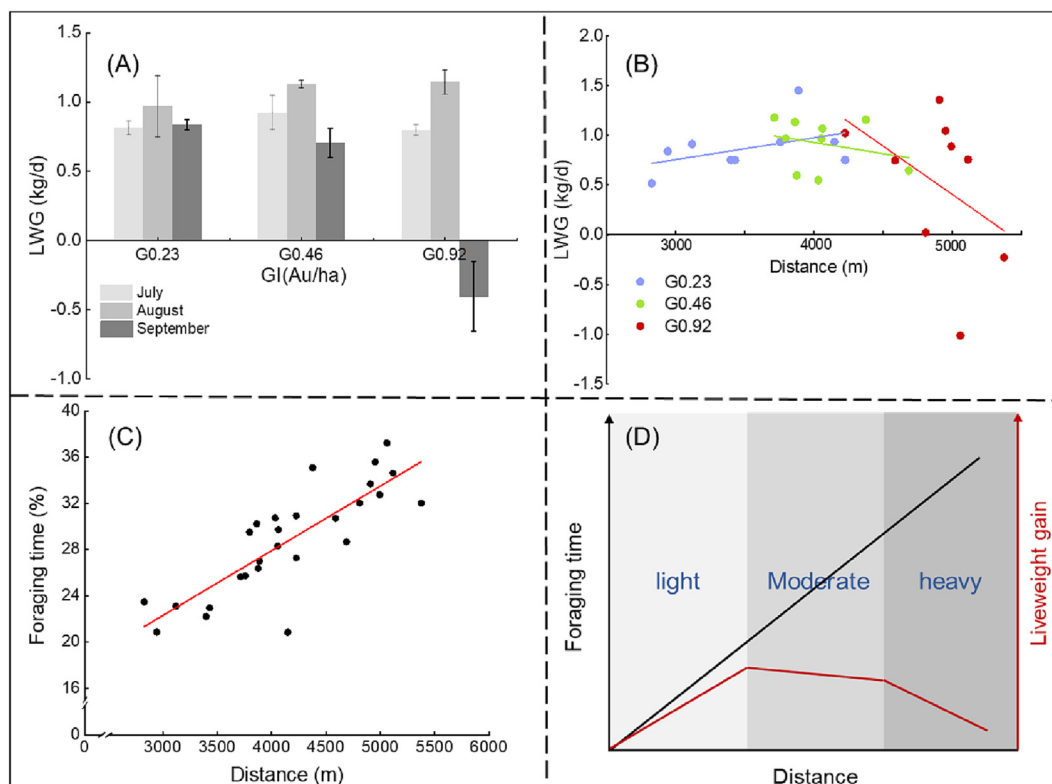 (A)
LWG (kg/d)
1.5
1.0
0.5
0.0
-0.5
-1.0
G0.23
G0.46
G0.92
GI(Au/ha)
July
August
September
(B)
LWG (kg/d)
2.0
1.5
1.0
0.5
0.0
-0.5
-1.0
-1.5
3000
4000
5000
Distance (m)
G0.23
G0.46
G0.92
(C)
Foraging time (%)
40
36
32
28
24
20
16
0
0
3000
3500
4000
4500
5000
5500
6000
Distance (m)
(D)
Foraging time
light
Moderate
heavy
Liveweight gain
Distance